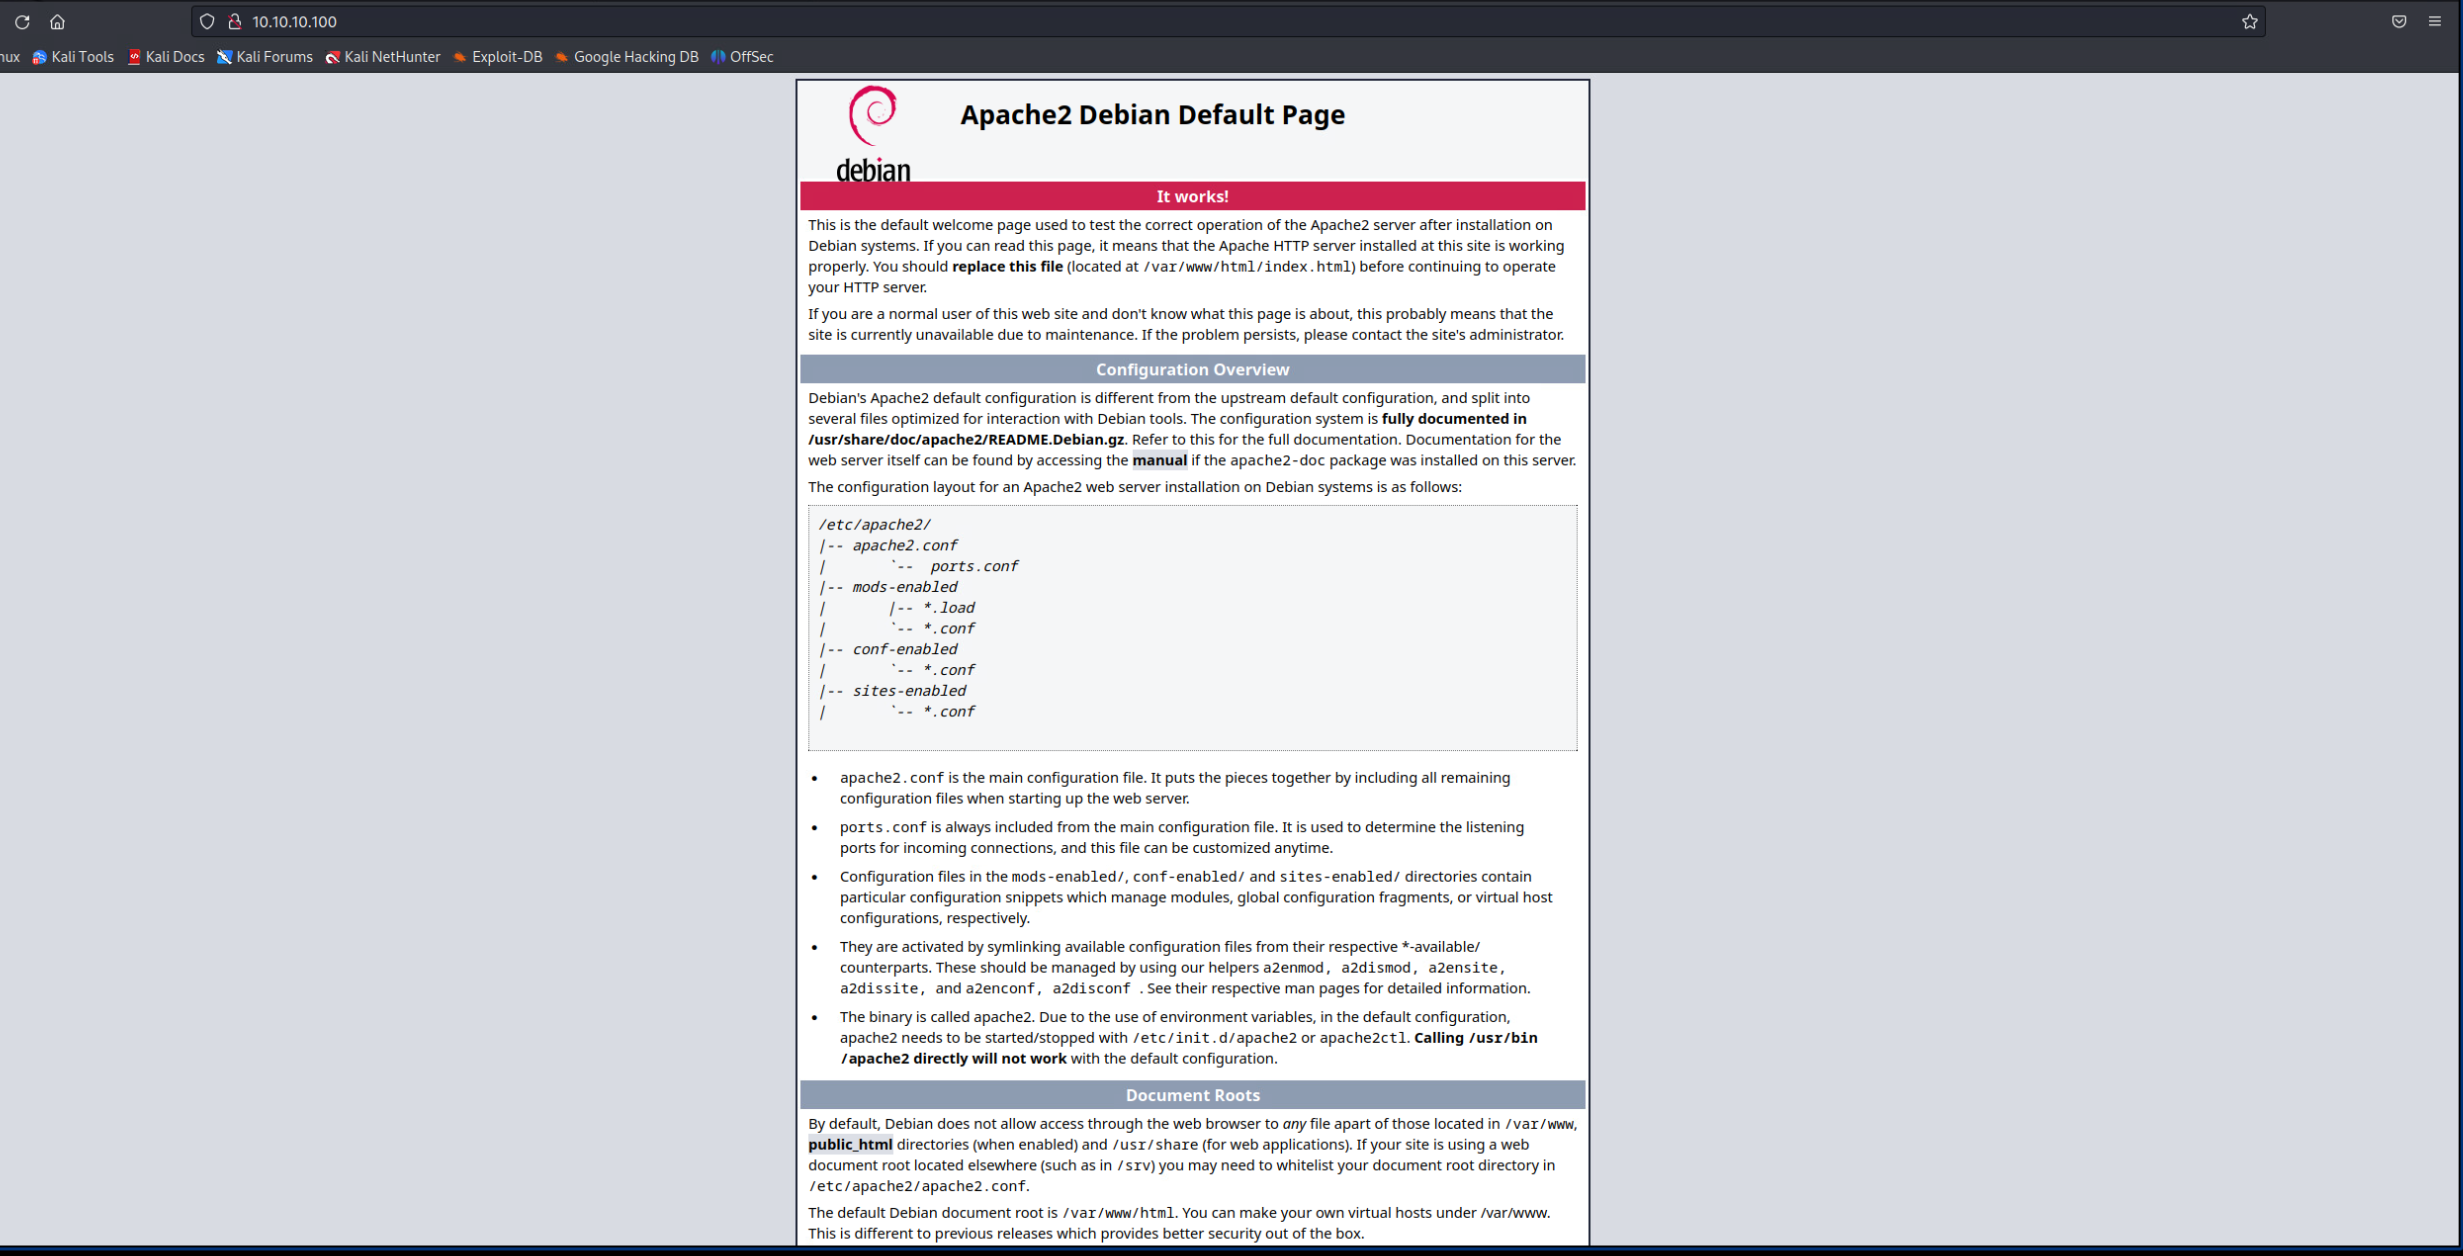 10.10.10.100
nux Kali Tools Kali Docs Kali Forums Kali NetHunter Exploit-DB Google Hacking DB OffSec
debian
Apache2 Debian Default Page
It works!
This is the default welcome page used to test the correct operation of the Apache2 server after installation on
Debian systems. If you can read this page, it means that the Apache HTTP server installed at this site is working
properly. You should replace this file (located at /var/www/html/index.html) before continuing to operate
your HTTP server.
If you are a normal user of this web site and don't know what this page is about, this probably means that the
site is currently unavailable due to maintenance. If the problem persists, please contact the site's administrator.
Configuration Overview
Debian's Apache2 default configuration is different from the upstream default configuration, and split into
several files optimized for interaction with Debian tools. The configuration system is fully documented in
/usr/share/doc/apache2/README.Debian.gz. Refer to this for the full documentation. Documentation for the
web server itself can be found by accessing the manual if the apache2-doc package was installed on this server.
The configuration layout for an Apache2 web server installation on Debian systems is as follows:
/etc/apache2/
|-- apache2.conf
|       `--  ports.conf
|-- mods-enabled
|       |-- *.load
|       `-- *.conf
|-- conf-enabled
|       `-- *.conf
|-- sites-enabled
|       `-- *.conf
• apache2.conf is the main configuration file. It puts the pieces together by including all remaining
configuration files when starting up the web server.
• ports.conf is always included from the main configuration file. It is used to determine the listening
ports for incoming connections, and this file can be customized anytime.
• Configuration files in the mods-enabled/, conf-enabled/ and sites-enabled/ directories contain
particular configuration snippets which manage modules, global configuration fragments, or virtual host
configurations, respectively.
• They are activated by symlinking available configuration files from their respective *-available/
counterparts. These should be managed by using our helpers a2enmod, a2dismod, a2ensite,
a2dissite, and a2enconf, a2disconf . See their respective man pages for detailed information.
• The binary is called apache2. Due to the use of environment variables, in the default configuration,
apache2 needs to be started/stopped with /etc/init.d/apache2 or apache2ctl. Calling /usr/bin
/apache2 directly will not work with the default configuration.
Document Roots
By default, Debian does not allow access through the web browser to any file apart of those located in /var/www,
public_html directories (when enabled) and /usr/share (for web applications). If your site is using a web
document root located elsewhere (such as in /srv) you may need to whitelist your document root directory in
/etc/apache2/apache2.conf.
The default Debian document root is /var/www/html. You can make your own virtual hosts under /var/www.
This is different to previous releases which provides better security out of the box.